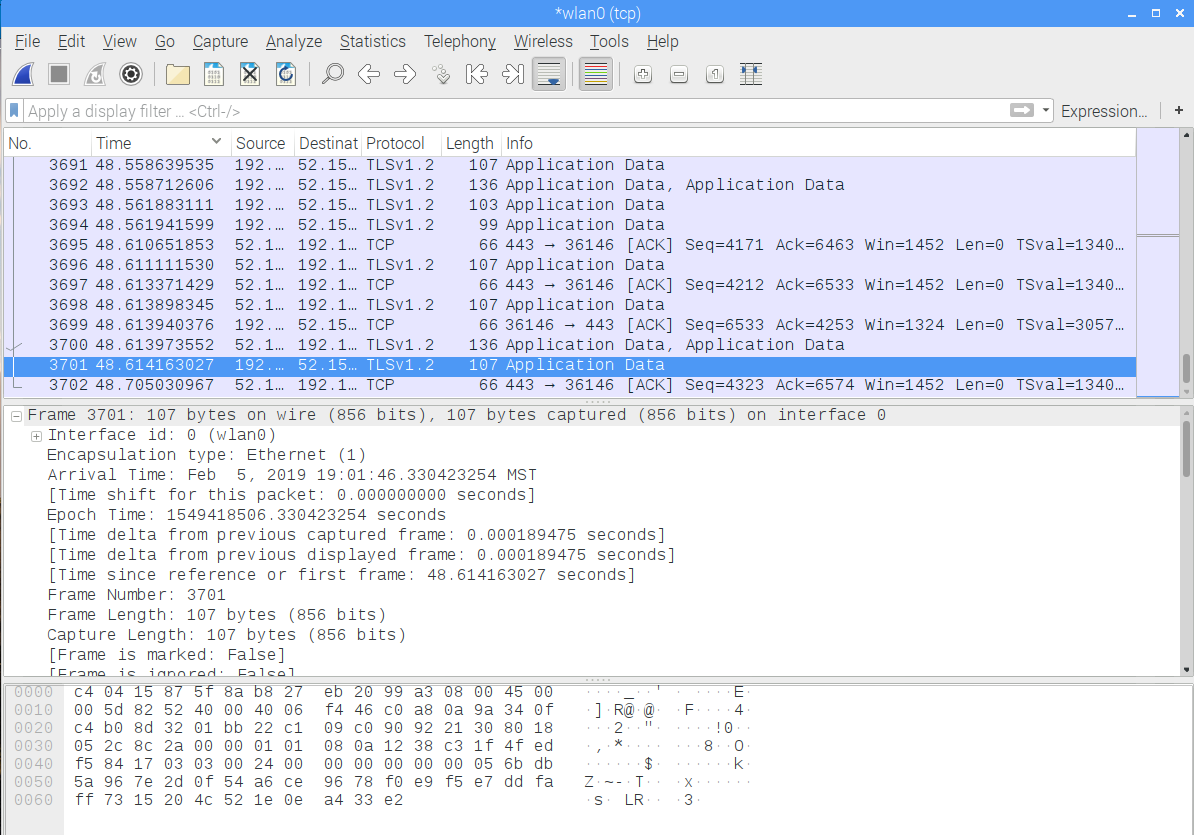 *wlan0 (tcp)
File Edit View Go Capture Analyze Statistics Telephony Wireless Tools Help
Apply a display filter … <Ctrl-/> Expression… +
No. Time Source Destinat Protocol Length Info
3691 48.558639535 192.… 52.15… TLSv1.2 107 Application Data
3692 48.558712606 192.… 52.15… TLSv1.2 136 Application Data, Application Data
3693 48.561883111 192.… 52.15… TLSv1.2 103 Application Data
3694 48.561941599 192.… 52.15… TLSv1.2 99 Application Data
3695 48.610651853 52.1… 192.1… TCP 66 443 → 36146 [ACK] Seq=4171 Ack=6463 Win=1452 Len=0 TSval=1340…
3696 48.611111530 52.1… 192.1… TLSv1.2 107 Application Data
3697 48.613371429 52.1… 192.1… TCP 66 443 → 36146 [ACK] Seq=4212 Ack=6533 Win=1452 Len=0 TSval=1340…
3698 48.613898345 52.1… 192.1… TLSv1.2 107 Application Data
3699 48.613940376 192.… 52.15… TCP 66 36146 → 443 [ACK] Seq=6533 Ack=4253 Win=1324 Len=0 TSval=3057…
3700 48.613973552 52.1… 192.1… TLSv1.2 136 Application Data, Application Data
3701 48.614163027 192.… 52.15… TLSv1.2 107 Application Data
3702 48.705030967 52.1… 192.1… TCP 66 443 → 36146 [ACK] Seq=4323 Ack=6574 Win=1452 Len=0 TSval=1340…
Frame 3701: 107 bytes on wire (856 bits), 107 bytes captured (856 bits) on interface 0
Interface id: 0 (wlan0)
Encapsulation type: Ethernet (1)
Arrival Time: Feb  5, 2019 19:01:46.330423254 MST
[Time shift for this packet: 0.000000000 seconds]
Epoch Time: 1549418506.330423254 seconds
[Time delta from previous captured frame: 0.000189475 seconds]
[Time delta from previous displayed frame: 0.000189475 seconds]
[Time since reference or first frame: 48.614163027 seconds]
Frame Number: 3701
Frame Length: 107 bytes (856 bits)
Capture Length: 107 bytes (856 bits)
[Frame is marked: False]
[Frame is ignored: False]
0000 c4 04 15 87 5f 8a b8 27 eb 20 99 a3 08 00 45 00 ····_··' · ····E·
0010 00 5d 82 52 40 00 40 06 f4 46 c0 a8 0a 9a 34 0f ·]·R@·@· ·F····4·
0020 c4 b0 8d 32 01 bb 22 c1 09 c0 90 92 21 30 80 18 ···2··"· ····!0··
0030 05 2c 8c 2a 00 00 01 01 08 0a 12 38 c3 1f 4f ed ·,·*···· ···8··O·
0040 f5 84 17 03 03 00 24 00 00 00 00 00 00 05 6b db ······$· ······k·
0050 5a 96 7e 2d 0f 54 a6 ce 96 78 f0 e9 f5 e7 dd fa Z·~-·T·· ·x······
0060 ff 73 15 20 4c 52 1e 0e a4 33 e2 ·s· LR·· ·3·